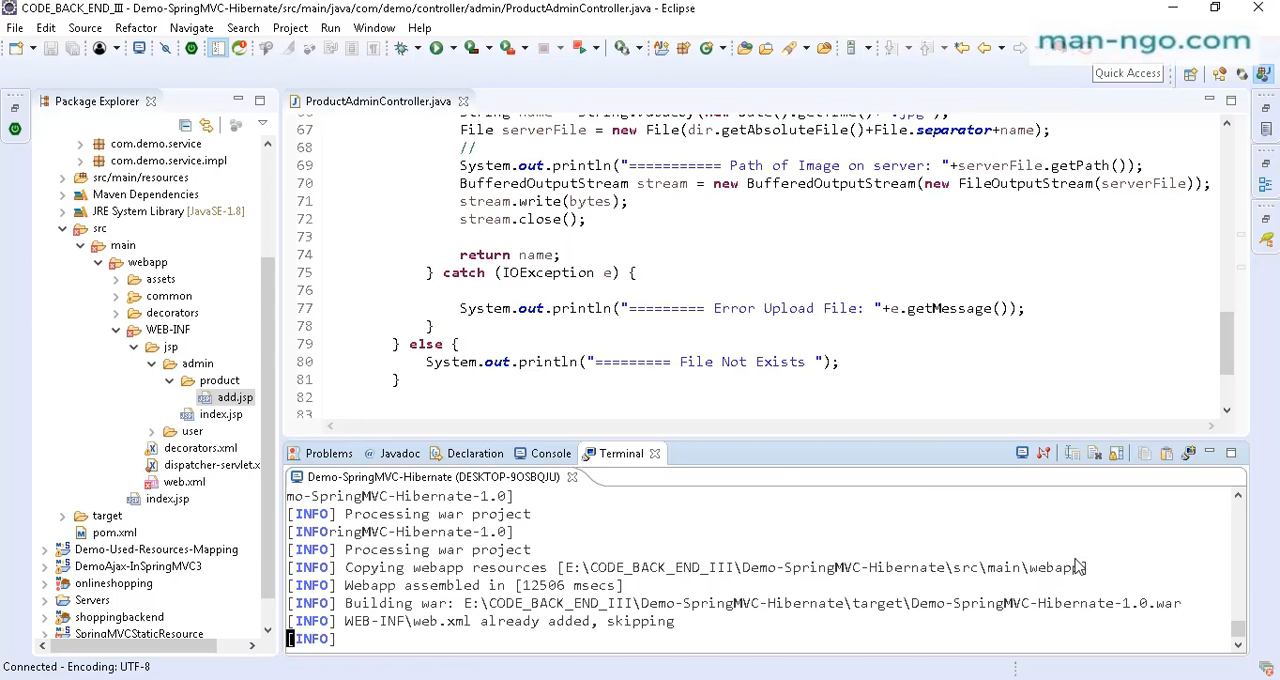 CODE_BACK_END_III - Demo-SpringMVC-Hibernate/src/main/java/com/demo/controller/admin/ProductAdminController.java - Eclipse
File Edit Source Refactor Navigate Search Project Run Window Help
man-ngo.com
Quick Access
Package Explorer
ProductAdminController.java
com.demo.service
com.demo.service.impl
src/main/resources
Maven Dependencies
JRE System Library [JavaSE-1.8]
src
main
webapp
assets
common
decorators
WEB-INF
jsp
admin
product
add.jsp
index.jsp
user
decorators.xml
dispatcher-servlet.x
web.xml
index.jsp
target
pom.xml
Demo-Used-Resources-Mapping
DemoAjax-InSpringMVC3
onlineshopping
Servers
shoppingbackend
SpringMVCStaticResource
67 File serverFile = new File(dir.getAbsoluteFile()+File.separator+name);
68 //
69 System.out.println("=========== Path of Image on server: "+serverFile.getPath());
70 BufferedOutputStream stream = new BufferedOutputStream(new FileOutputStream(serverFile));
71 stream.write(bytes);
72 stream.close();
73
74 return name;
75 } catch (IOException e) {
76
77 System.out.println("========= Error Upload File: "+e.getMessage());
78 }
79 } else {
80 System.out.println("========= File Not Exists ");
81 }
82
83
Problems Javadoc Declaration Console Terminal
Demo-SpringMVC-Hibernate (DESKTOP-9OSBQJU)
mo-SpringMVC-Hibernate-1.0]
[INFO] Processing war project
[INFOringMVC-Hibernate-1.0]
[INFO] Processing war project
[INFO] Copying webapp resources [E:\CODE_BACK_END_III\Demo-SpringMVC-Hibernate\src\main\webapp]
[INFO] Webapp assembled in [12506 msecs]
[INFO] Building war: E:\CODE_BACK_END_III\Demo-SpringMVC-Hibernate\target\Demo-SpringMVC-Hibernate-1.0.war
[INFO] WEB-INF\web.xml already added, skipping
[INFO]
Connected - Encoding: UTF-8